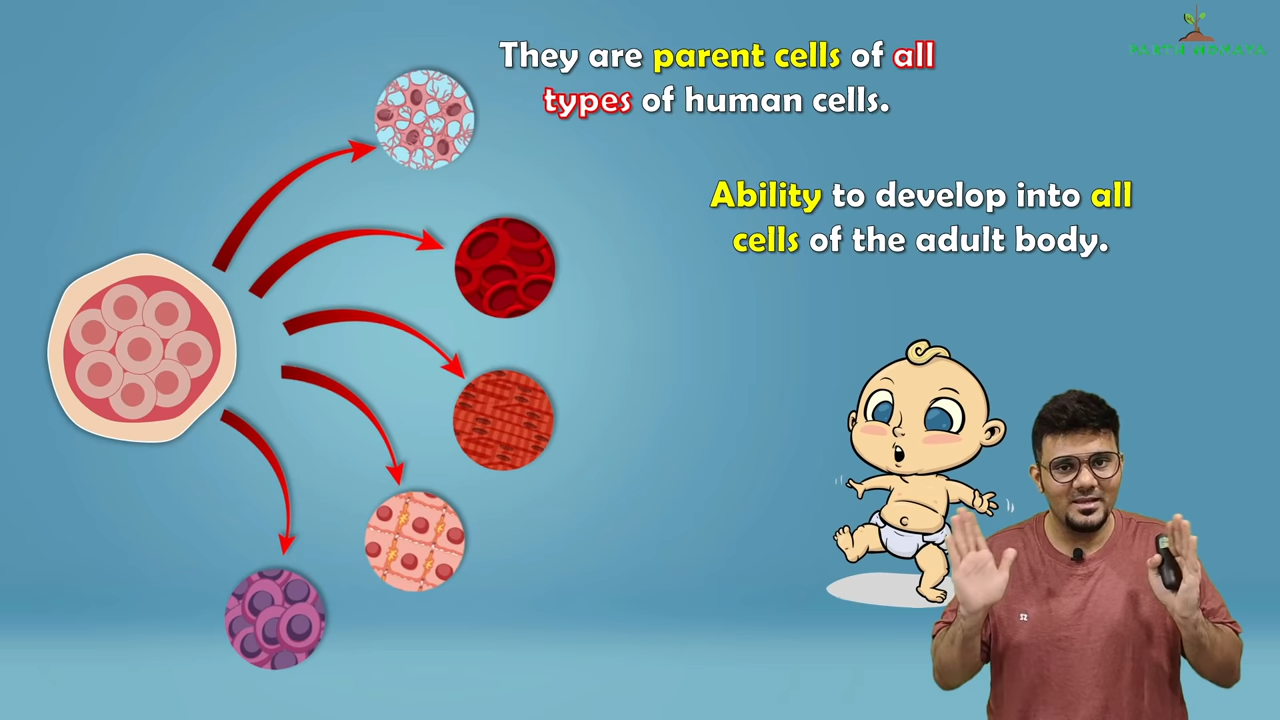 They are parent cells of all
types of human cells.
Ability to develop into all
cells of the adult body.